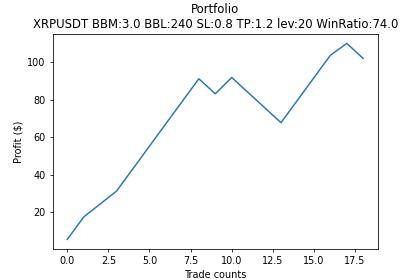 Portfolio
XRPUSDT BBM:3.0 BBL:240 SL:0.8 TP:1.2 lev:20 WinRatio:74.0
100
80
60
40
20
Profit ($)
0.0 2.5 5.0 7.5 10.0 12.5 15.0 17.5
Trade counts